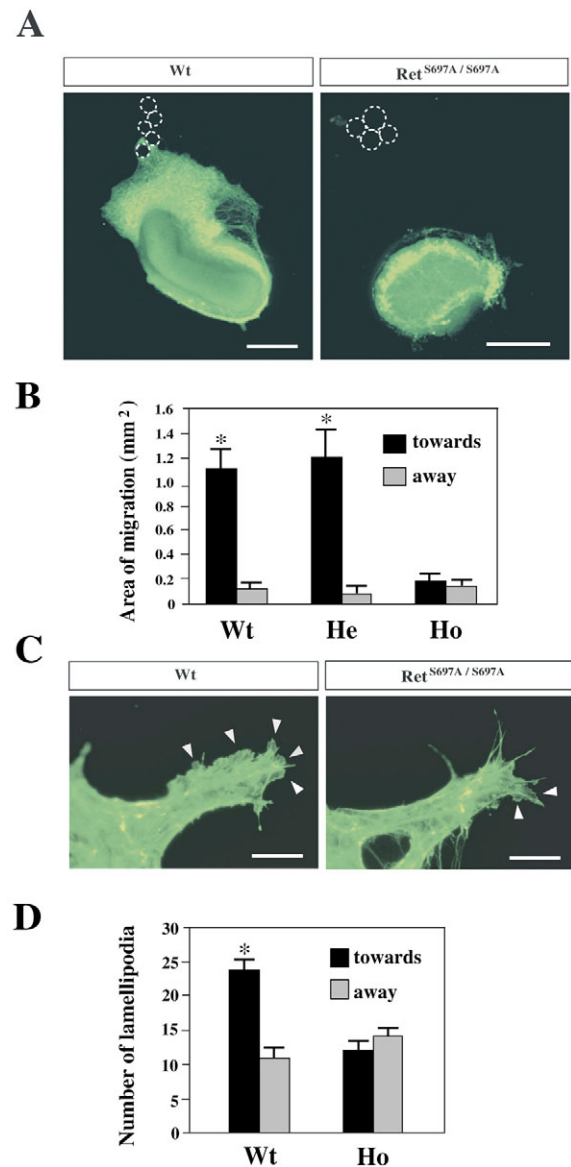 A
Wt
Ret S697A / S697A
B
Area of migration (mm 2)
1.6
1.4
1.2
1.0
0.8
0.6
0.4
0.2
0
* *
towards
away
Wt He Ho
C
Wt
Ret S697A / S697A
D
Number of lamellipodia
30
25
20
15
10
5
0
*
towards
away
Wt Ho